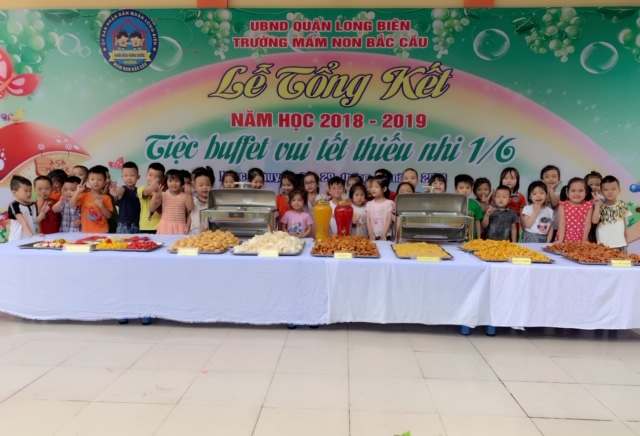 UBND QUẬN LONG BIÊN
TRƯỜNG MẦM NON BẮC CẦU
Lễ Tổng Kết
NĂM HỌC 2018 - 2019
Tiệc buffet vui tết thiếu nhi 1/6